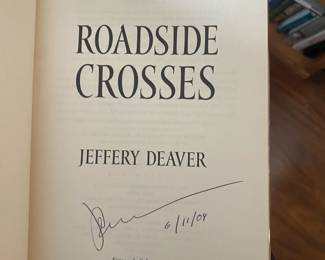 ROADSIDE
CROSSES
JEFFERY DEAVER
6/11/09